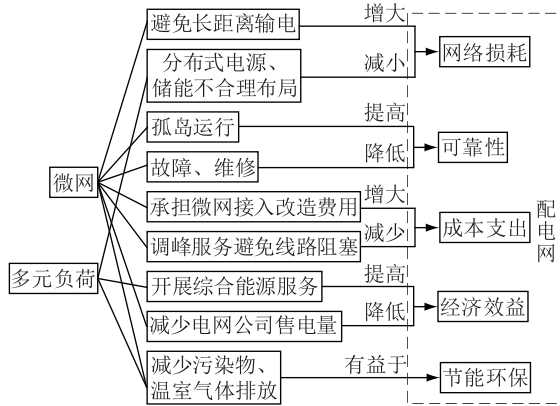 避免长距离输电
增大
网络损耗
分布式电源、
储能不合理布局
减小
孤岛运行
提高
可靠性
故障、维修
降低
微网
承担微网接入改造费用
增大
成本支出
配电网
调峰服务避免线路阻塞
减少
多元负荷
开展综合能源服务
提高
经济效益
减少电网公司售电量
降低
减少污染物、
温室气体排放
有益于
节能环保